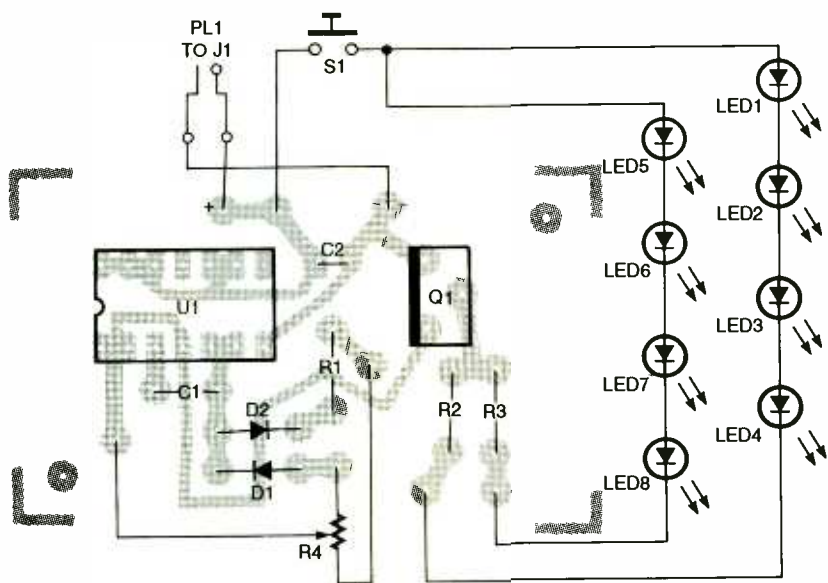 PL1
TO J1
S1
LED1
LED5
LED2
+
C2
LED6
U1
Q1
LED3
R1
LED7
C1
D2
R2
R3
LED4
LED8
D1
R4